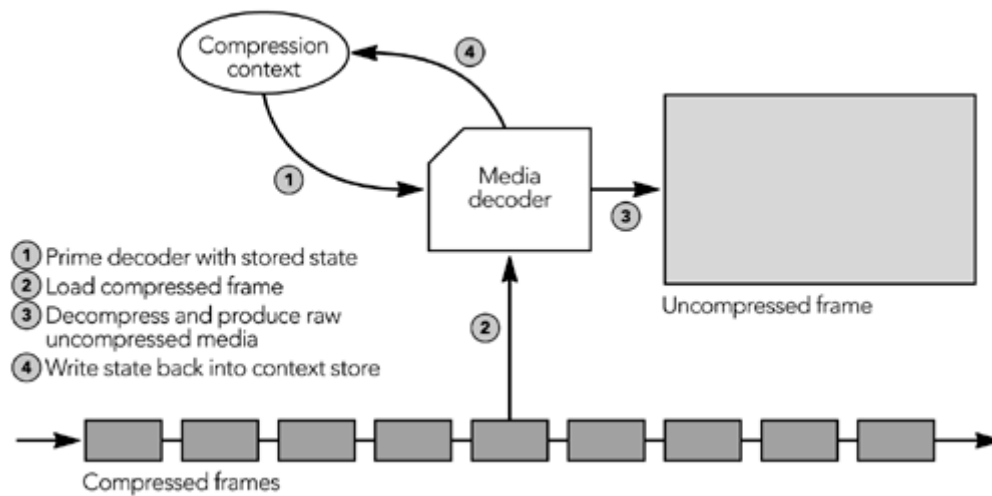 Compression
context
4
1
Media
decoder
3
1 Prime decoder with stored state
2 Load compressed frame
3 Decompress and produce raw
uncompressed media
4 Write state back into context store
Uncompressed frame
2
Compressed frames